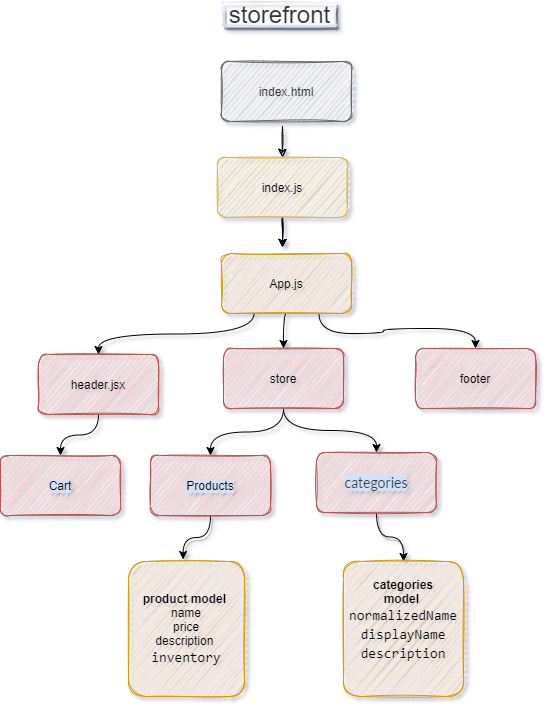 storefront
index.html
index.js
App.js
header.jsx
store
footer
Cart
Products
categories
product model
name
price
description
inventory
categories
model
normalizedName
displayName
description